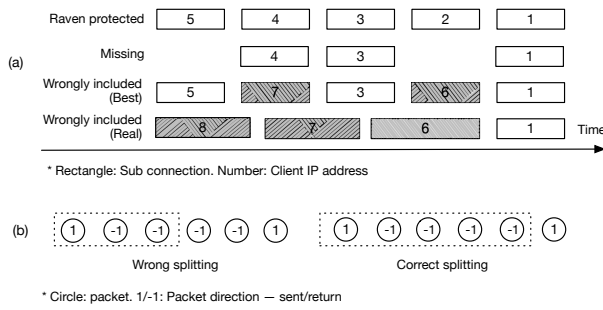 Raven protected 5 4 3 2 1
Missing 4 3 1
(a)
Wrongly included
(Best) 5 7 3 6 1
Wrongly included
(Real) 8 7 6 1
Time
* Rectangle: Sub connection. Number: Client IP address
(b) 1 -1 -1 -1 -1 1 1 -1 -1 -1 -1 1
Wrong splitting Correct splitting
* Circle: packet. 1/-1: Packet direction — sent/return